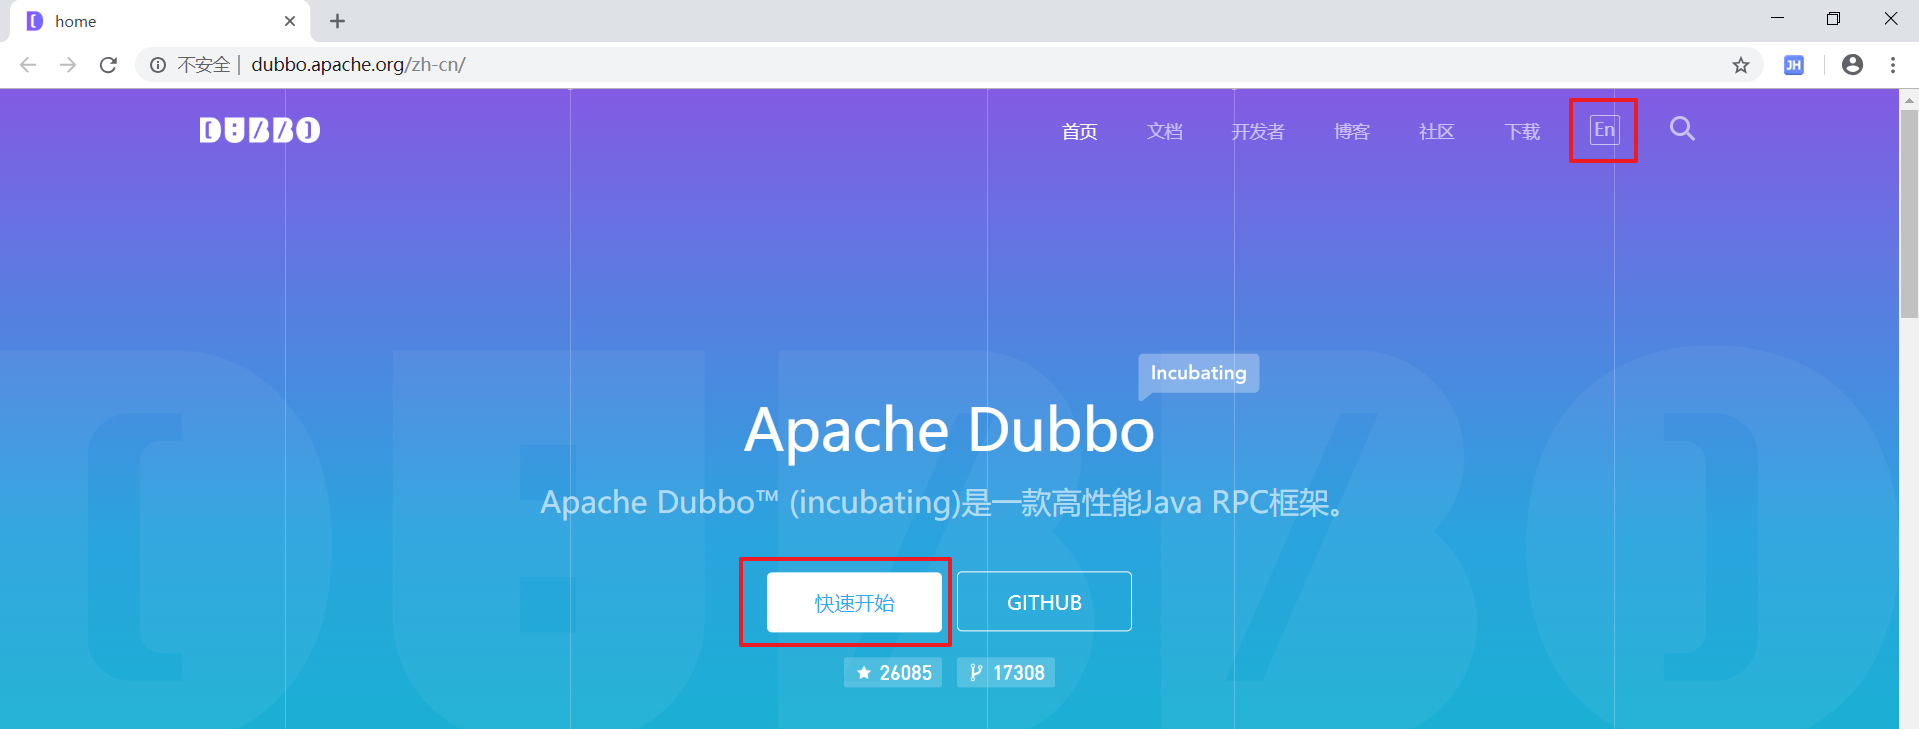 home
不安全 | dubbo.apache.org/zh-cn/
JH
DUBBO
首页 文档 开发者 博客 社区 下载 En
Incubating
Apache Dubbo
Apache Dubbo™ (incubating)是一款高性能Java RPC框架。
快速开始 GITHUB
26085 17308